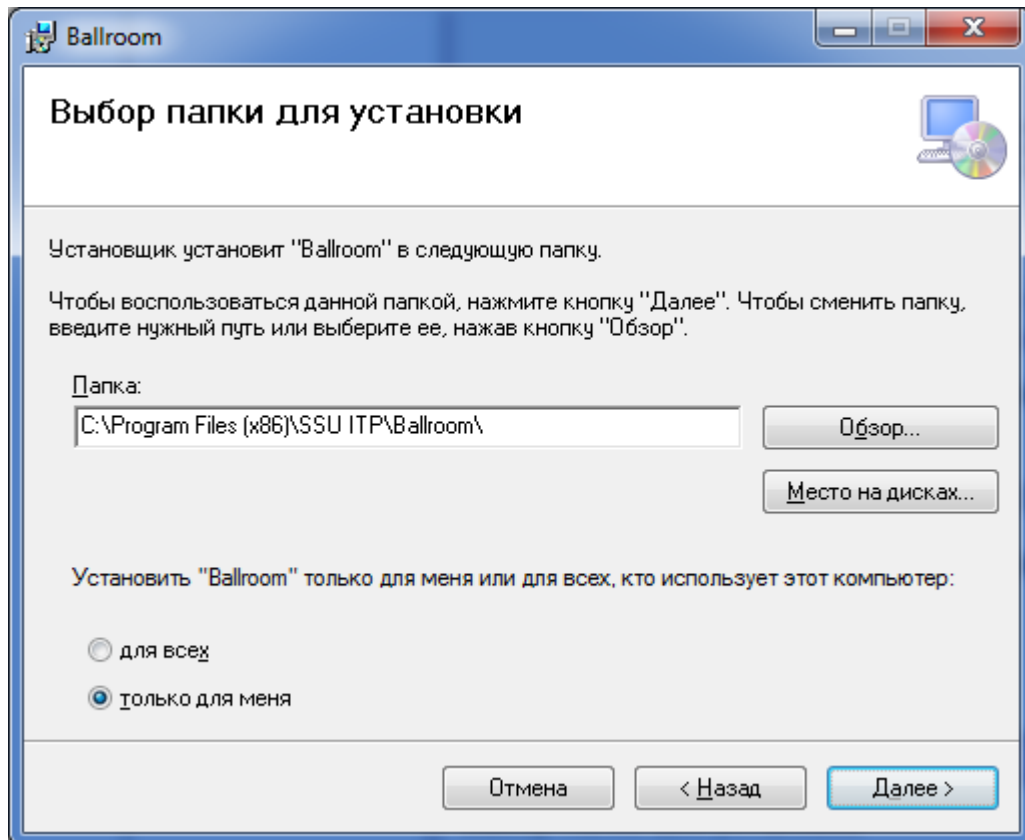 Ballroom
Выбор папки для установки
Установщик установит "Ballroom" в следующую папку.
Чтобы воспользоваться данной папкой, нажмите кнопку "Далее". Чтобы сменить папку,
введите нужный путь или выберите ее, нажав кнопку "Обзор".
Папка:
C:\Program Files (x86)\SSU ITP\Ballroom\
Обзор...
Место на дисках...
Установить "Ballroom" только для меня или для всех, кто использует этот компьютер:
для всех
только для меня
Отмена
< Назад
Далее >